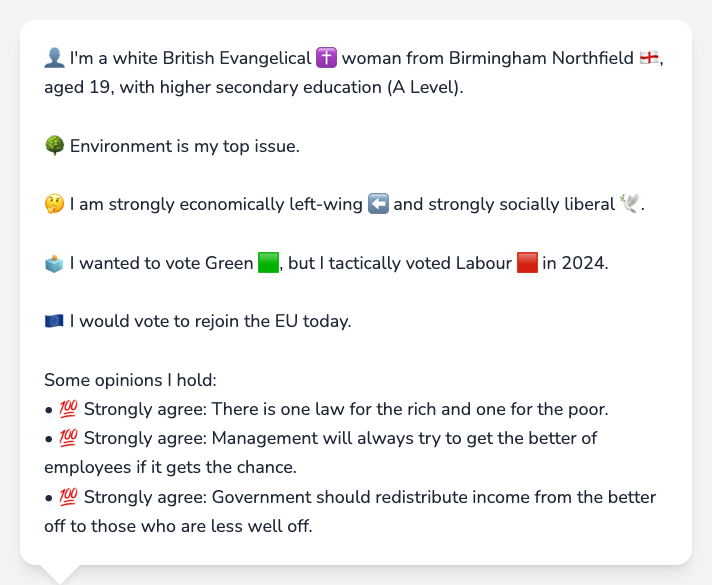 👤 I'm a white British Evangelical ✝️ woman from Birmingham Northfield 🏴󠁧󠁢󠁥󠁮󠁧󠁿,
aged 19, with higher secondary education (A Level).
🌳 Environment is my top issue.
🤔 I am strongly economically left-wing ⬅️ and strongly socially liberal 🕊️.
🗳️ I wanted to vote Green 🟩, but I tactically voted Labour 🟥 in 2024.
🇪🇺 I would vote to rejoin the EU today.
Some opinions I hold:
• 💯 Strongly agree: There is one law for the rich and one for the poor.
• 💯 Strongly agree: Management will always try to get the better of
employees if it gets the chance.
• 💯 Strongly agree: Government should redistribute income from the better
off to those who are less well off.